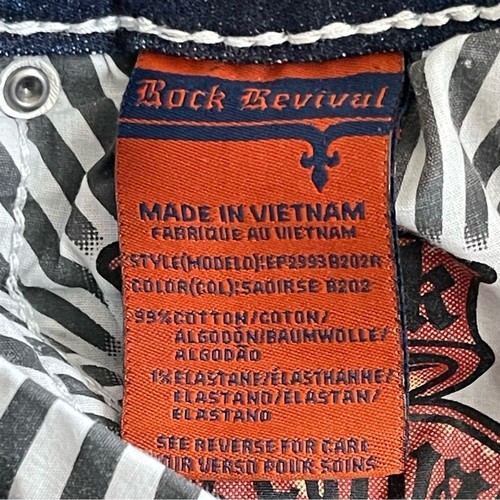 Rock Revival
MADE IN VIETNAM
FABRIQUE AU VIETNAM
STYLE(MODELO):EP2993B202R
COLOR(COL):SAOIRSE B202
99%COTTON/COTON/
ALGODÓN/BAUMWOLLE/
ALGODÃO
1%ELASTANE/ÉLASTHANNE/
ELASTANO/ELASTAN/
ELASTANO
SEE REVERSE FOR CARE
VOIR VERSO POUR SOINS